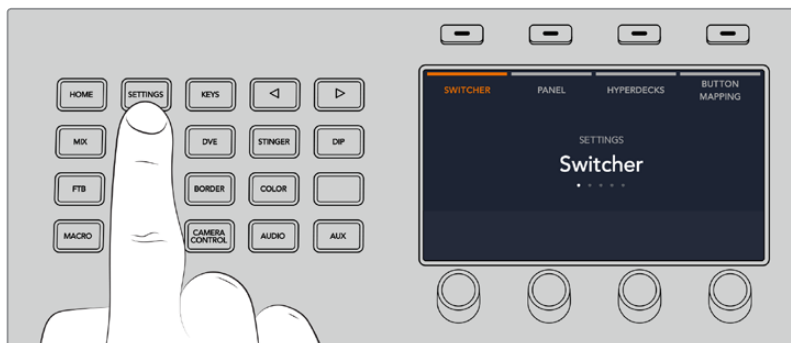 HOME
SETTINGS
KEYS
MIX
DVE
STINGER
DIP
FTB
BORDER
COLOR
MACRO
CAMERA
CONTROL
AUDIO
AUX
SWITCHER
PANEL
HYPERDECKS
BUTTON
MAPPING
SETTINGS
Switcher